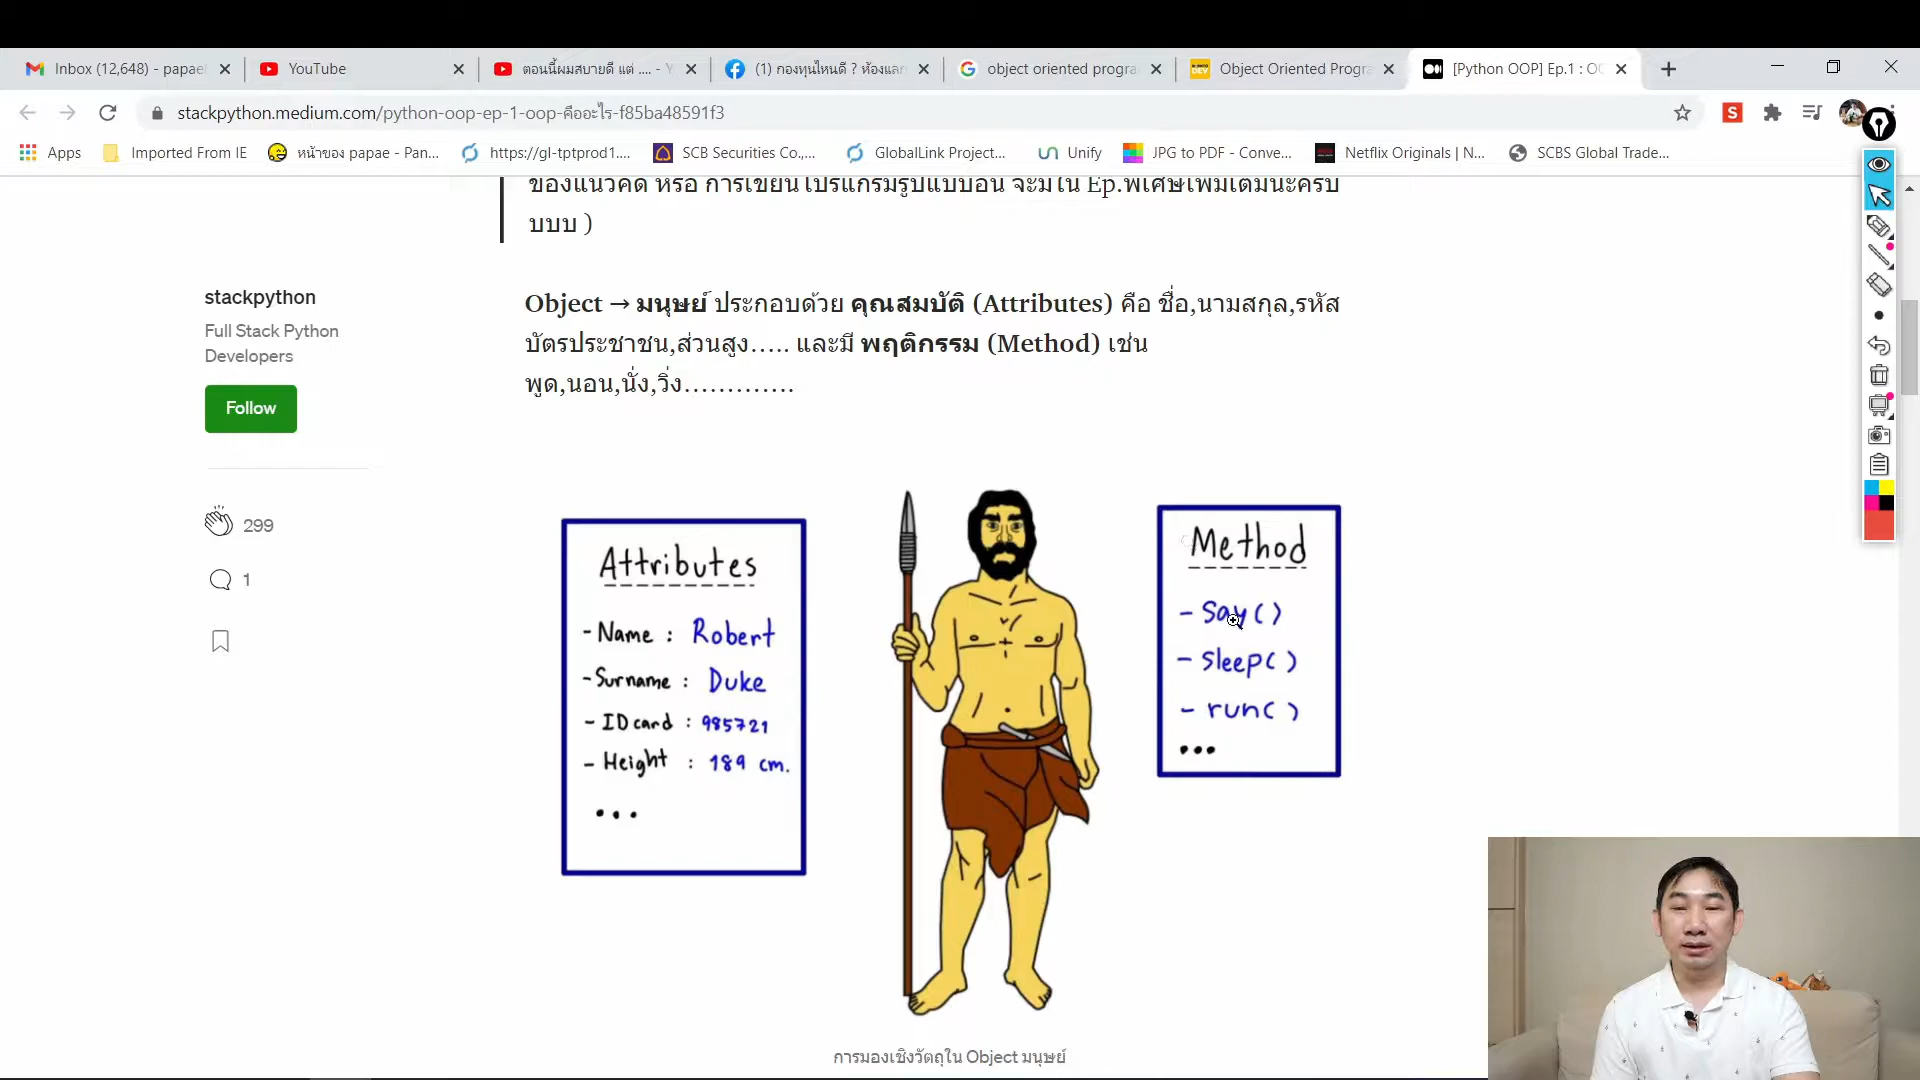 Inbox (12,648) - papae
YouTube
ตอนนี้ผมสบายดี แต่ .... - Y
(1) กองทุนไหนดี ? ห้องแลก
object oriented progra
Object Oriented Progra
[Python OOP] Ep.1 : OO
stackpython.medium.com/python-oop-ep-1-oop-คืออะไร-f85ba48591f3
Apps
Imported From IE
หน้าของ papae - Pan...
https://gl-tptprod1....
SCB Securities Co.,...
GlobalLink Project...
Unify
JPG to PDF - Conve...
Netflix Originals | N...
SCBS Global Trade...
ของแนวคิด หรือ การเขียนโปรแกรมรูปแบบอื่น จะมีใน Ep.พิเศษเพิ่มเติมนะครับ
บบบ )
stackpython
Full Stack Python
Developers
Follow
299
1
Object → มนุษย์ ประกอบด้วย คุณสมบัติ (Attributes) คือ ชื่อ,นามสกุล,รหัส
บัตรประชาชน,ส่วนสูง..... และมี พฤติกรรม (Method) เช่น
พูด,นอน,นั่ง,วิ่ง.............
Attributes
- Name : Robert
- Surname : Duke
- ID card : 985721
- Height : 189 cm.
...
Method
- Say()
- Sleep()
- run()
...
การมองเชิงวัตถุใน Object มนุษย์